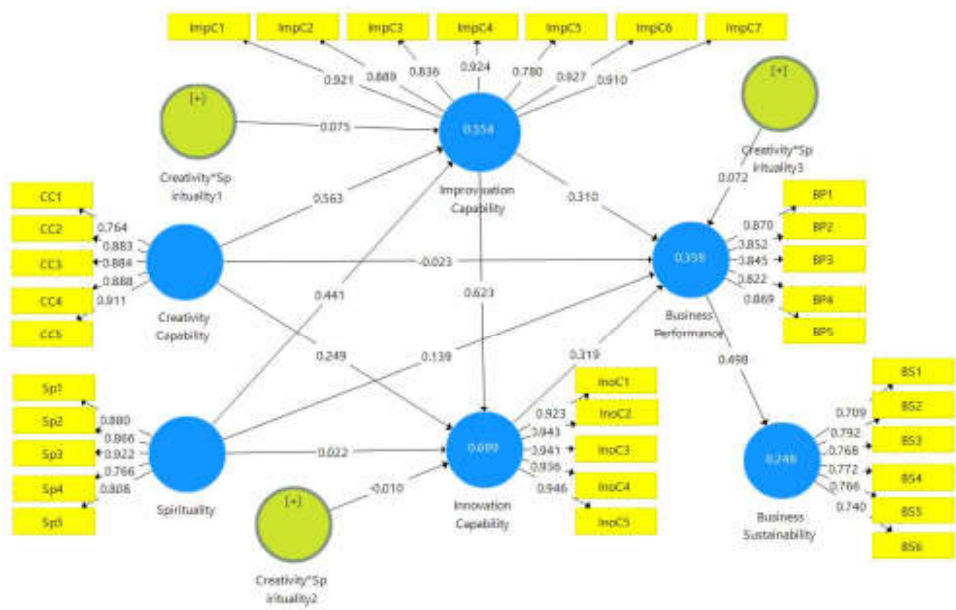 ImpC1 ImpC2 ImpC3 ImpC4 ImpC5 ImpC6 ImpC7
0.921 0.889 0.836 0.924 0.780 0.927 0.910
[+]
[+]
0.075
0.554
Creativity*Sp
irituality1
Improvisation
Capability
Creativity*Sp
irituality3
0.072
0.563
0.310
CC1
CC2
CC3
CC4
CC5
0.764
0.883
0.884
0.888
0.911
Creativity
Capability
-0.023
0.441
0.623
0.249
0.139
0.319
0.359
Business
Performance
0.870
0.852
0.845
0.822
0.869
BP1
BP2
BP3
BP4
BP5
0.498
Sp1
Sp2
Sp3
Sp4
Sp5
0.880
0.866
0.922
0.766
0.808
Spirituality
0.022
-0.010
[+]
Creativity*Sp
irituality2
Innovation
Capability
0.923
0.943
0.941
0.936
0.946
InoC1
InoC2
InoC3
InoC4
InoC5
0.248
Business
Sustainability
0.709
0.792
0.768
0.772
0.766
0.740
BS1
BS2
BS3
BS4
BS5
BS6